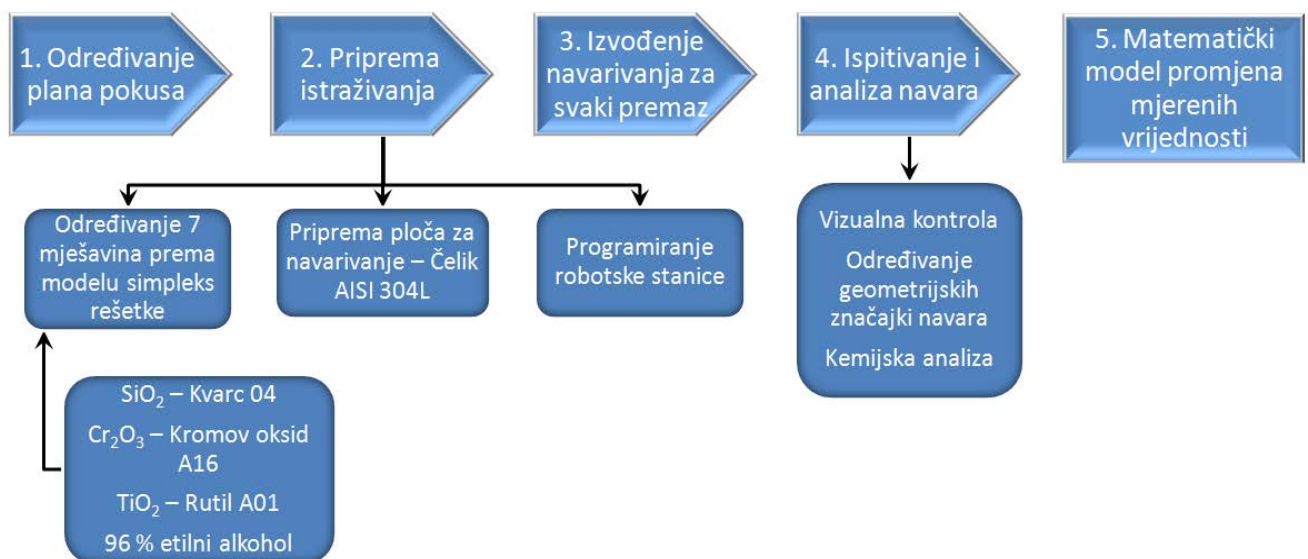 1. Određivanje
plana pokusa
2. Priprema
istraživanja
3. Izvođenje
navarivanja za
svaki premaz
4. Ispitivanje i
analiza navara
5. Matematički
model promjena
mjerenih
vrijednosti
Određivanje 7
mješavina prema
modelu simpleks
rešetke
Priprema ploča za
navarivanje – Čelik
AISI 304L
Programiranje
robotske stanice
Vizualna kontrola
Određivanje
geometrijskih
značajki navara
Kemijska analiza
SiO₂ – Kvarc 04
Cr₂O₃ – Kromov oksid
A16
TiO₂ – Rutil A01
96 % etilni alkohol